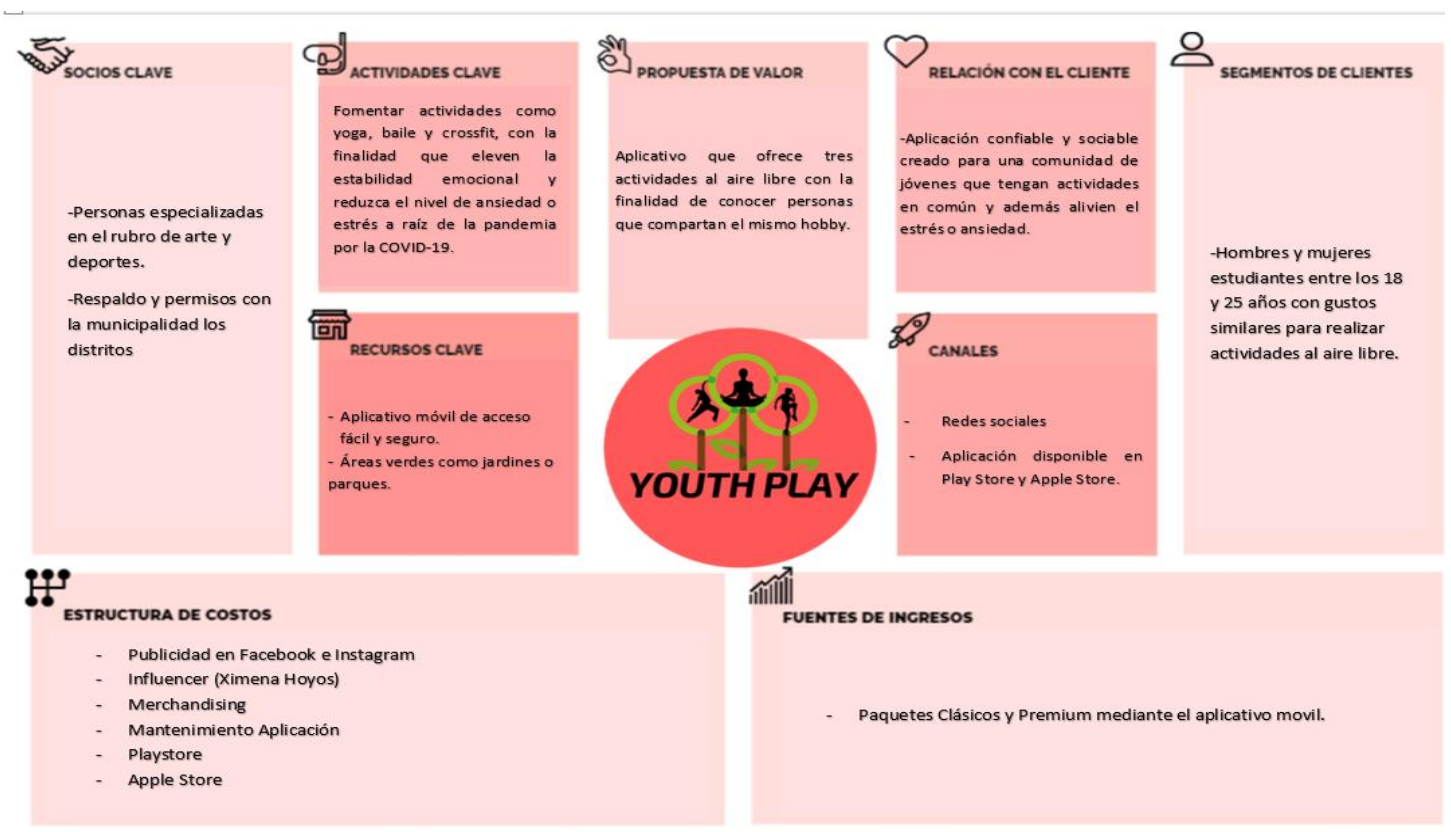 SOCIOS CLAVE
-Personas especializadas
en el rubro de arte y
deportes.
-Respaldo y permisos con
la municipalidad los
distritos
ACTIVIDADES CLAVE
Fomentar actividades como
yoga, baile y crossfit, con la
finalidad que eleven la
estabilidad emocional y
reduzca el nivel de ansiedad o
estrés a raíz de la pandemia
por la COVID-19.
RECURSOS CLAVE
- Aplicativo móvil de acceso
fácil y seguro.
- Áreas verdes como jardines o
parques.
PROPUESTA DE VALOR
Aplicativo que ofrece tres
actividades al aire libre con la
finalidad de conocer personas
que compartan el mismo hobby.
YOUTH PLAY
RELACIÓN CON EL CLIENTE
-Aplicación confiable y sociable
creado para una comunidad de
jóvenes que tengan actividades
en común y además alivien el
estrés o ansiedad.
CANALES
- Redes sociales
- Aplicación disponible en
Play Store y Apple Store.
SEGMENTOS DE CLIENTES
-Hombres y mujeres
estudiantes entre los 18
y 25 años con gustos
similares para realizar
actividades al aire libre.
ESTRUCTURA DE COSTOS
- Publicidad en Facebook e Instagram
- Influencer (Ximena Hoyos)
- Merchandising
- Mantenimiento Aplicación
- Playstore
- Apple Store
FUENTES DE INGRESOS
- Paquetes Clásicos y Premium mediante el aplicativo movil.